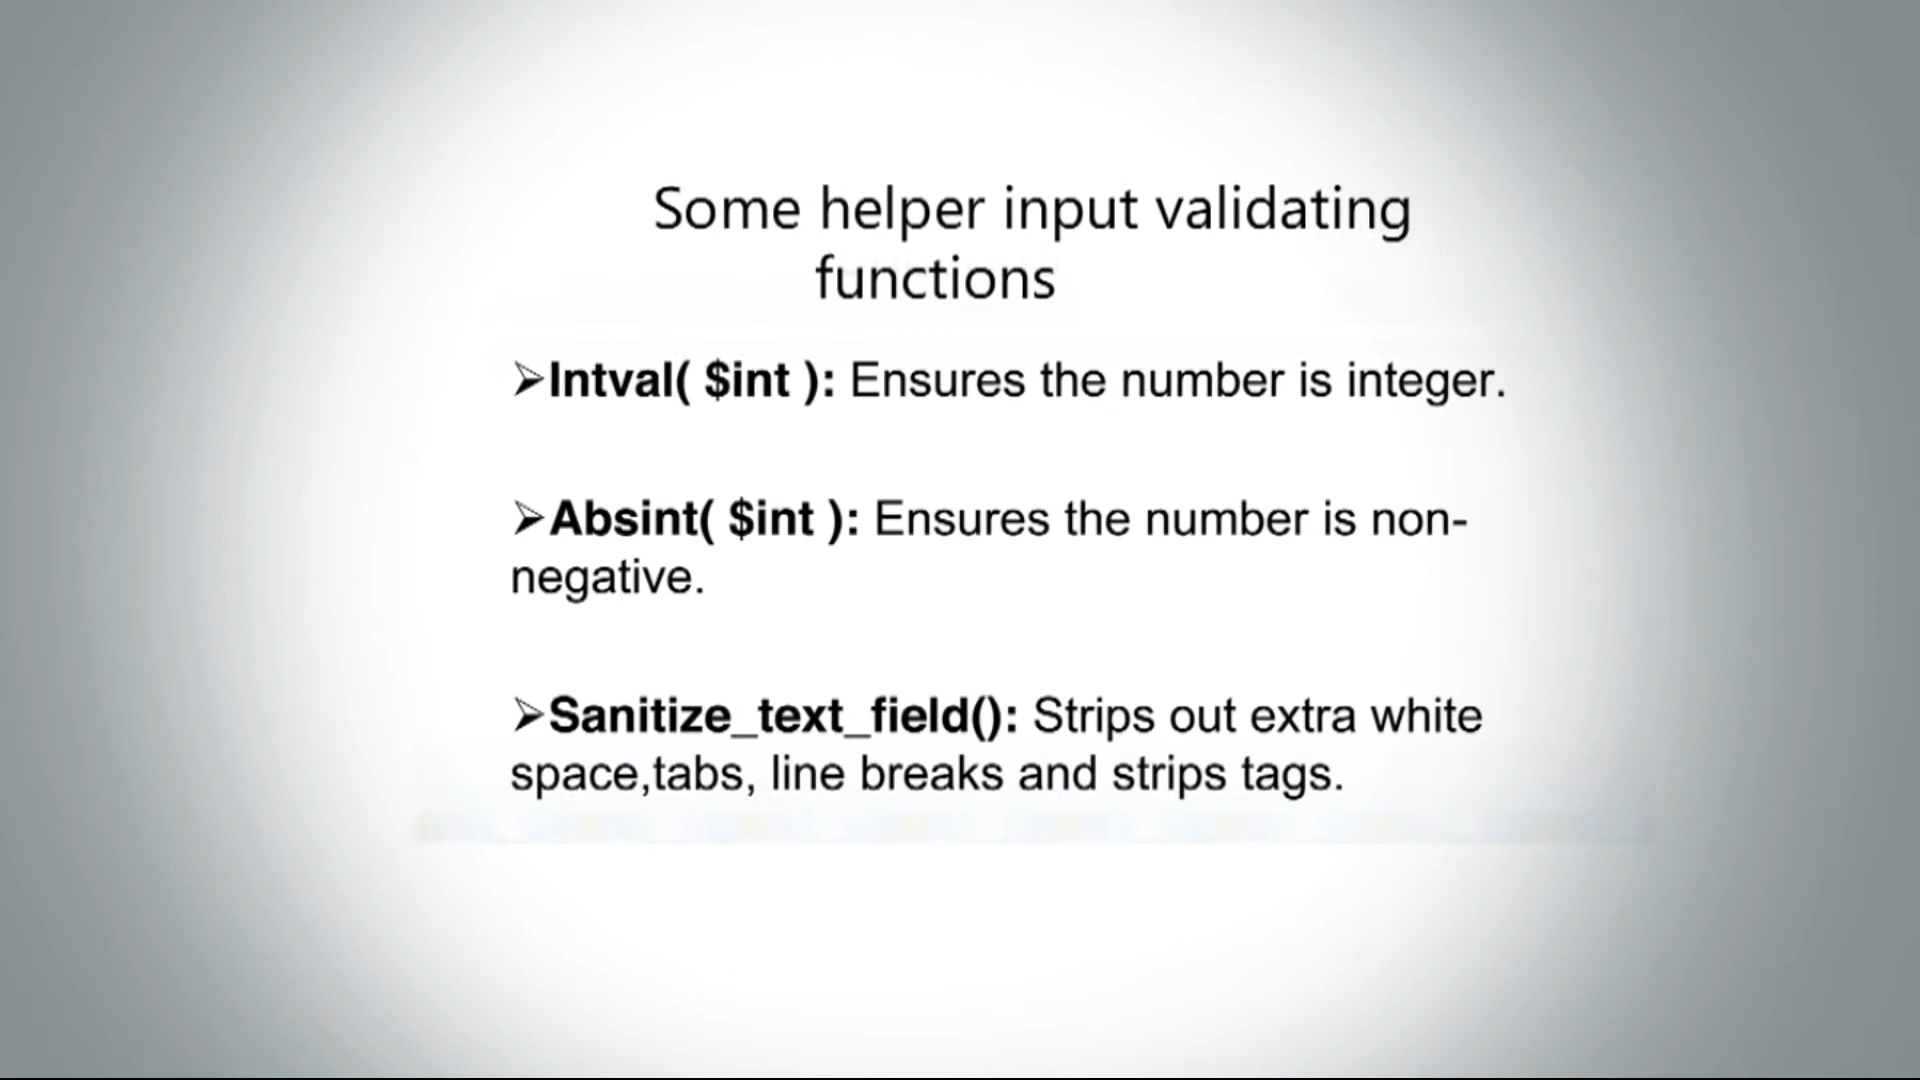 Some helper input validating
functions
➢Intval( $int ): Ensures the number is integer.
➢Absint( $int ): Ensures the number is non-
negative.
➢Sanitize_text_field(): Strips out extra white
space,tabs, line breaks and strips tags.